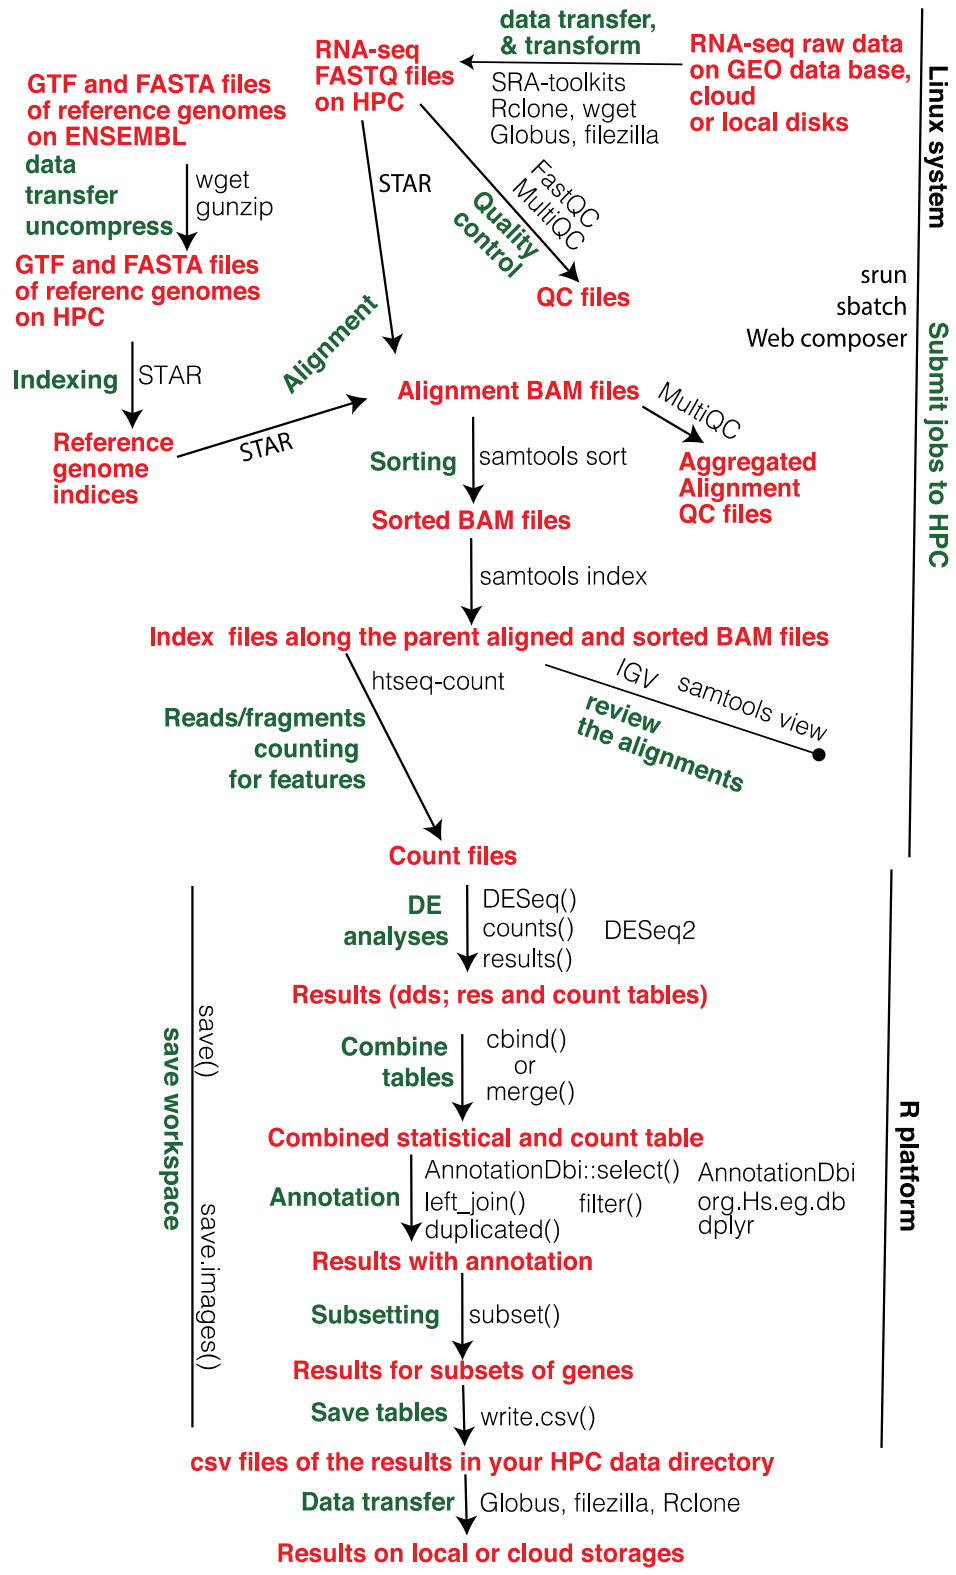 data transfer,
& transform
RNA-seq
FASTQ files
on HPC
SRA-toolkits
Rclone, wget
Globus, filezilla
RNA-seq raw data
on GEO data base,
cloud
or local disks
Linux system
GTF and FASTA files
of reference genomes
on ENSEMBL
data
transfer
uncompress
wget
gunzip
STAR
FastQC
MultiQC
Quality
control
QC files
GTF and FASTA files
of referenc genomes
on HPC
srun
sbatch
Web composer
Submit jobs to HPC
Indexing
STAR
Alignment
Reference
genome
indices
STAR
Alignment BAM files
MultiQC
Aggregated
Alignment
QC files
Sorting
samtools sort
Sorted BAM files
samtools index
Index files along the parent aligned and sorted BAM files
htseq-count
Reads/fragments
counting
for features
IGV samtools view
review
the alignments
Count files
DE
analyses
DESeq()
counts()
results()
DESeq2
Results (dds; res and count tables)
Combine
tables
cbind()
or
merge()
Combined statistical and count table
Annotation
AnnotationDbi::select()
left_join() filter()
duplicated()
AnnotationDbi
org.Hs.eg.db
dplyr
Results with annotation
Subsetting
subset()
Results for subsets of genes
Save tables
write.csv()
save workspace
save()
save.images()
R platform
csv files of the results in your HPC data directory
Data transfer
Globus, filezilla, Rclone
Results on local or cloud storages